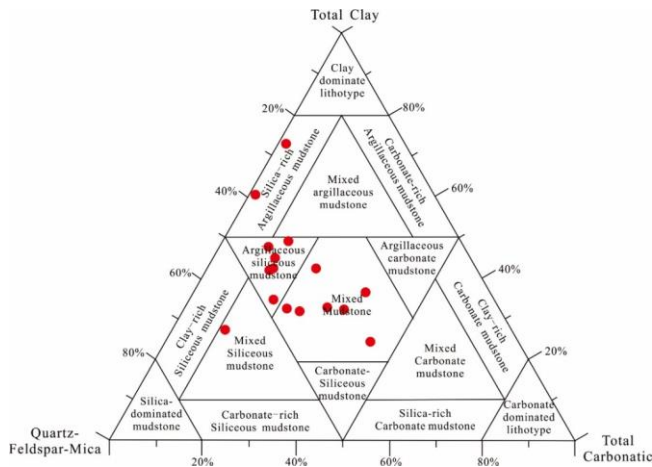 Total Clay
Clay
dominate
lithotype
20%
80%
Silica-rich
Argillaceous mudstone
Carbonate-rich
Argillaceous mudstone
Mixed
argillaceous
mudstone
40%
60%
Argillaceous
siliceous
mudstone
Argillaceous
carbonate
mudstone
60%
40%
Clay-rich
Siliceous mudstone
Mixed
Mudstone
Clay-rich
Carbonate mudstone
Mixed
Siliceous
mudstone
Mixed
Carbonate
mudstone
80%
20%
Carbonate-
Siliceous
mudstone
Silica-
dominated
mudstone
Carbonate-rich
Siliceous mudstone
Silica-rich
Carbonate mudstone
Carbonate
dominated
lithotype
Quartz-
Feldspar-Mica
Total
Carbonatic
20%
40%
60%
80%